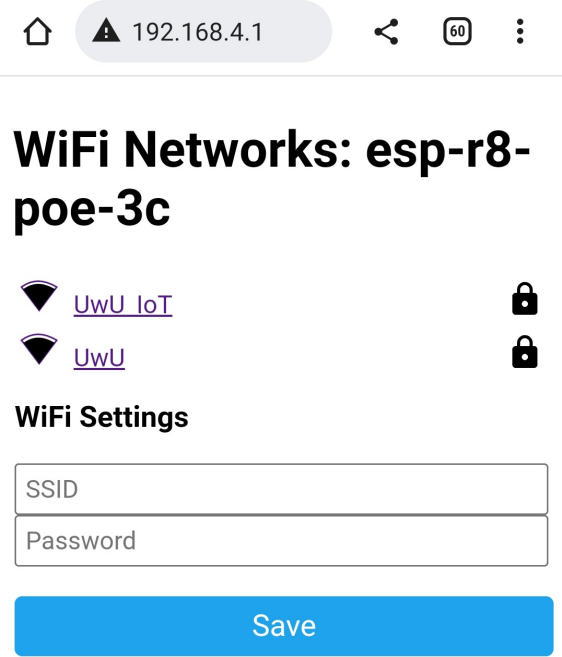 192.168.4.1
60
WiFi Networks: esp-r8-
poe-3c
UwU_IoT
UwU
WiFi Settings
SSID
Password
Save